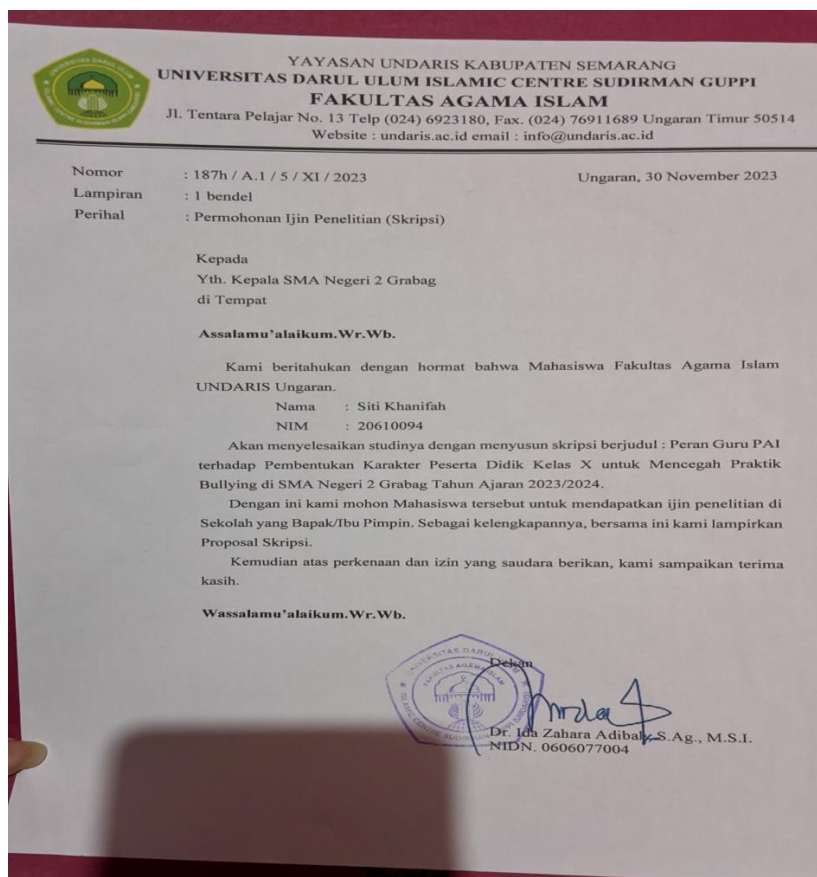 YAYASAN UNDARIS KABUPATEN SEMARANG
UNIVERSITAS DARUL ULUM ISLAMIC CENTRE SUDIRMAN GUPPI
FAKULTAS AGAMA ISLAM
Jl. Tentara Pelajar No. 13 Telp (024) 6923180, Fax. (024) 76911689 Ungaran Timur 50514
Website : undaris.ac.id email : info@undaris.ac.id
Nomor : 187h / A.1 / 5 / XI / 2023 Ungaran, 30 November 2023
Lampiran : 1 bendel
Perihal : Permohonan Ijin Penelitian (Skripsi)
Kepada
Yth. Kepala SMA Negeri 2 Grabag
di Tempat
Assalamu'alaikum.Wr.Wb.
Kami beritahukan dengan hormat bahwa Mahasiswa Fakultas Agama Islam
UNDARIS Ungaran.
Nama : Siti Khanifah
NIM : 20610094
Akan menyelesaikan studinya dengan menyusun skripsi berjudul : Peran Guru PAI
terhadap Pembentukan Karakter Peserta Didik Kelas X untuk Mencegah Praktik
Bullying di SMA Negeri 2 Grabag Tahun Ajaran 2023/2024.
Dengan ini kami mohon Mahasiswa tersebut untuk mendapatkan ijin penelitian di
Sekolah yang Bapak/Ibu Pimpin. Sebagai kelengkapannya, bersama ini kami lampirkan
Proposal Skripsi.
Kemudian atas perkenaan dan izin yang saudara berikan, kami sampaikan terima
kasih.
Wassalamu'alaikum.Wr.Wb.
Dekan
Dr. Ida Zahara Adibah, S.Ag., M.S.I.
NIDN. 0606077004